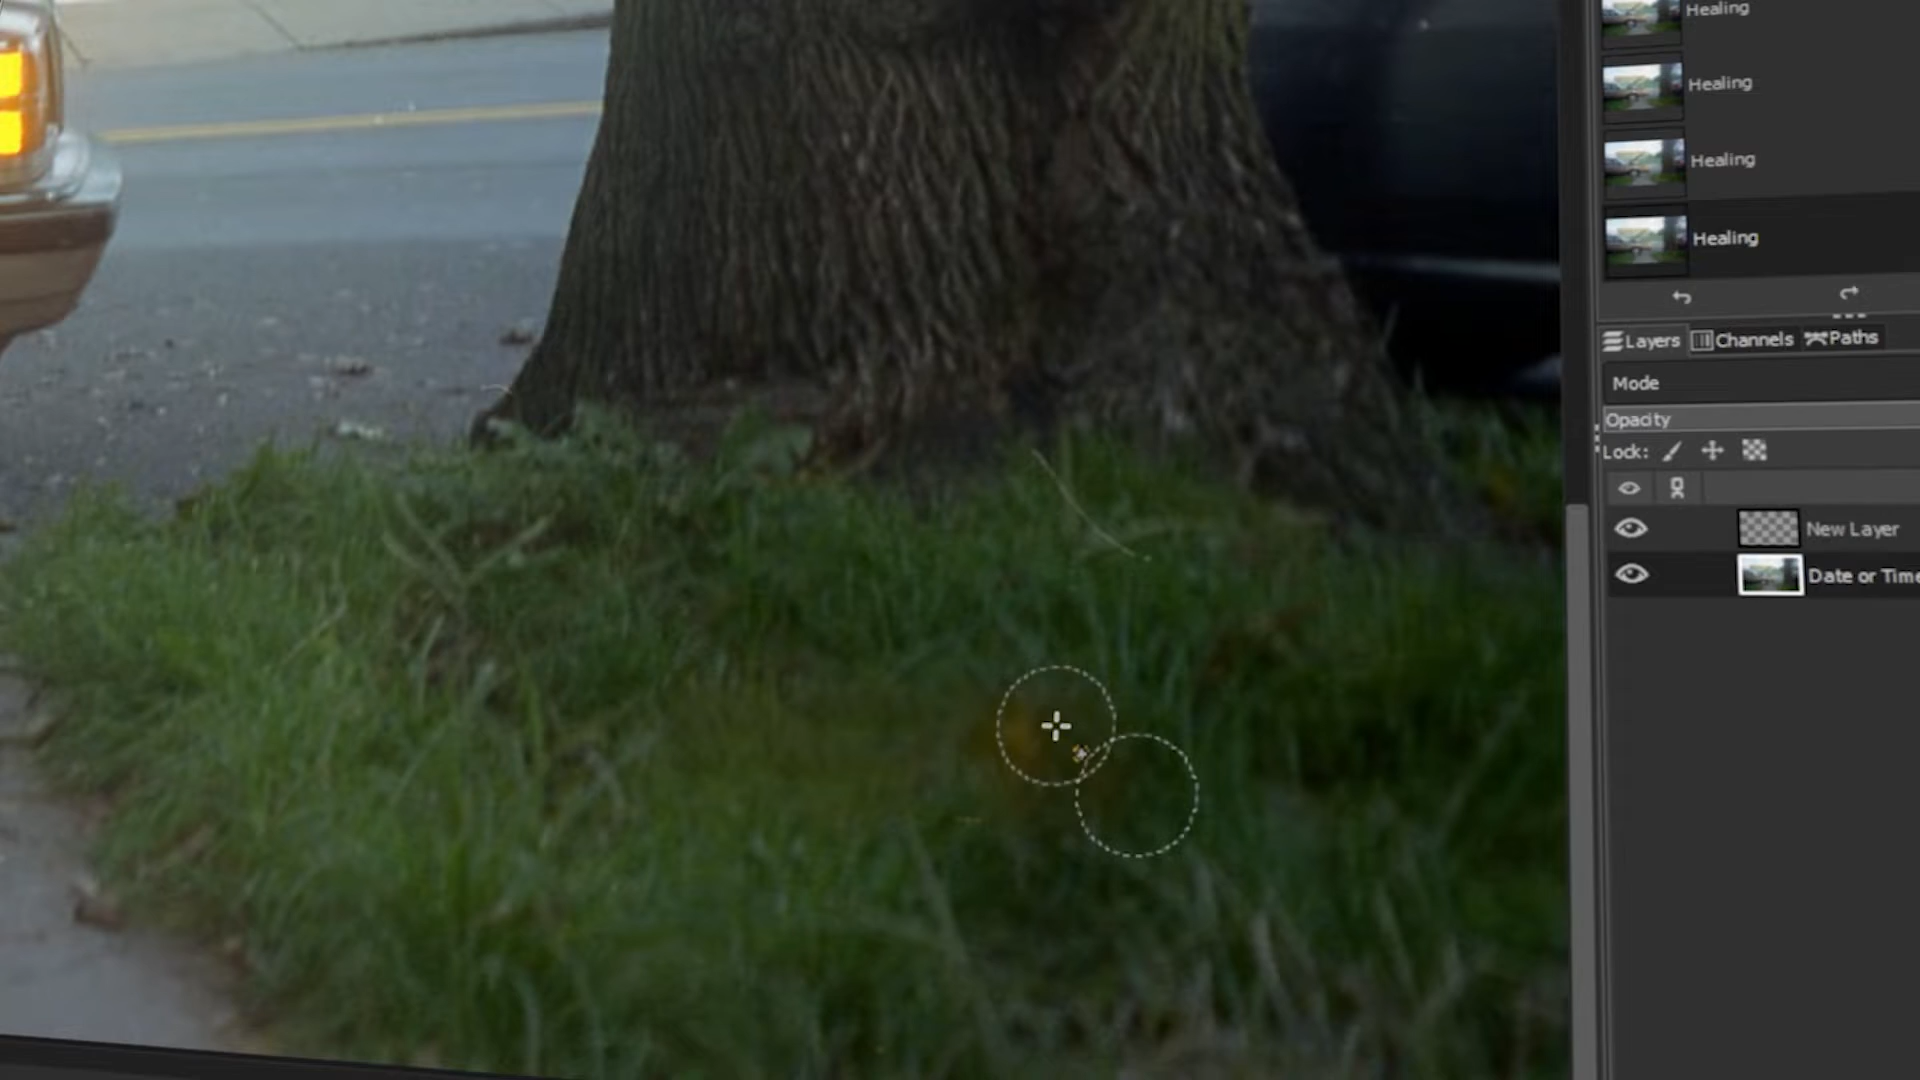 Healing
Healing
Healing
Healing
Layers Channels Paths
Mode
Opacity
Lock:
New Layer
Date or Time